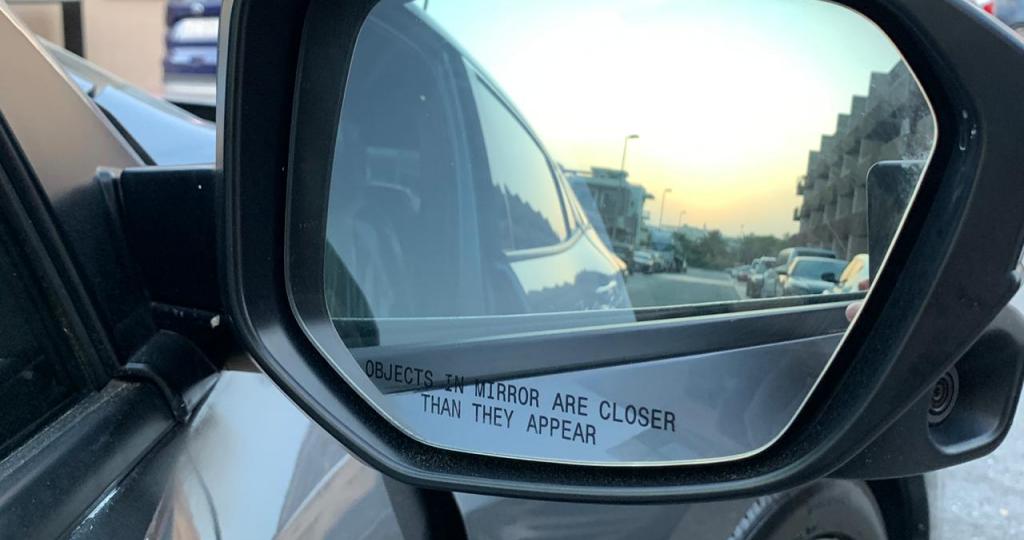 OBJECTS IN MIRROR ARE CLOSER
THAN THEY APPEAR